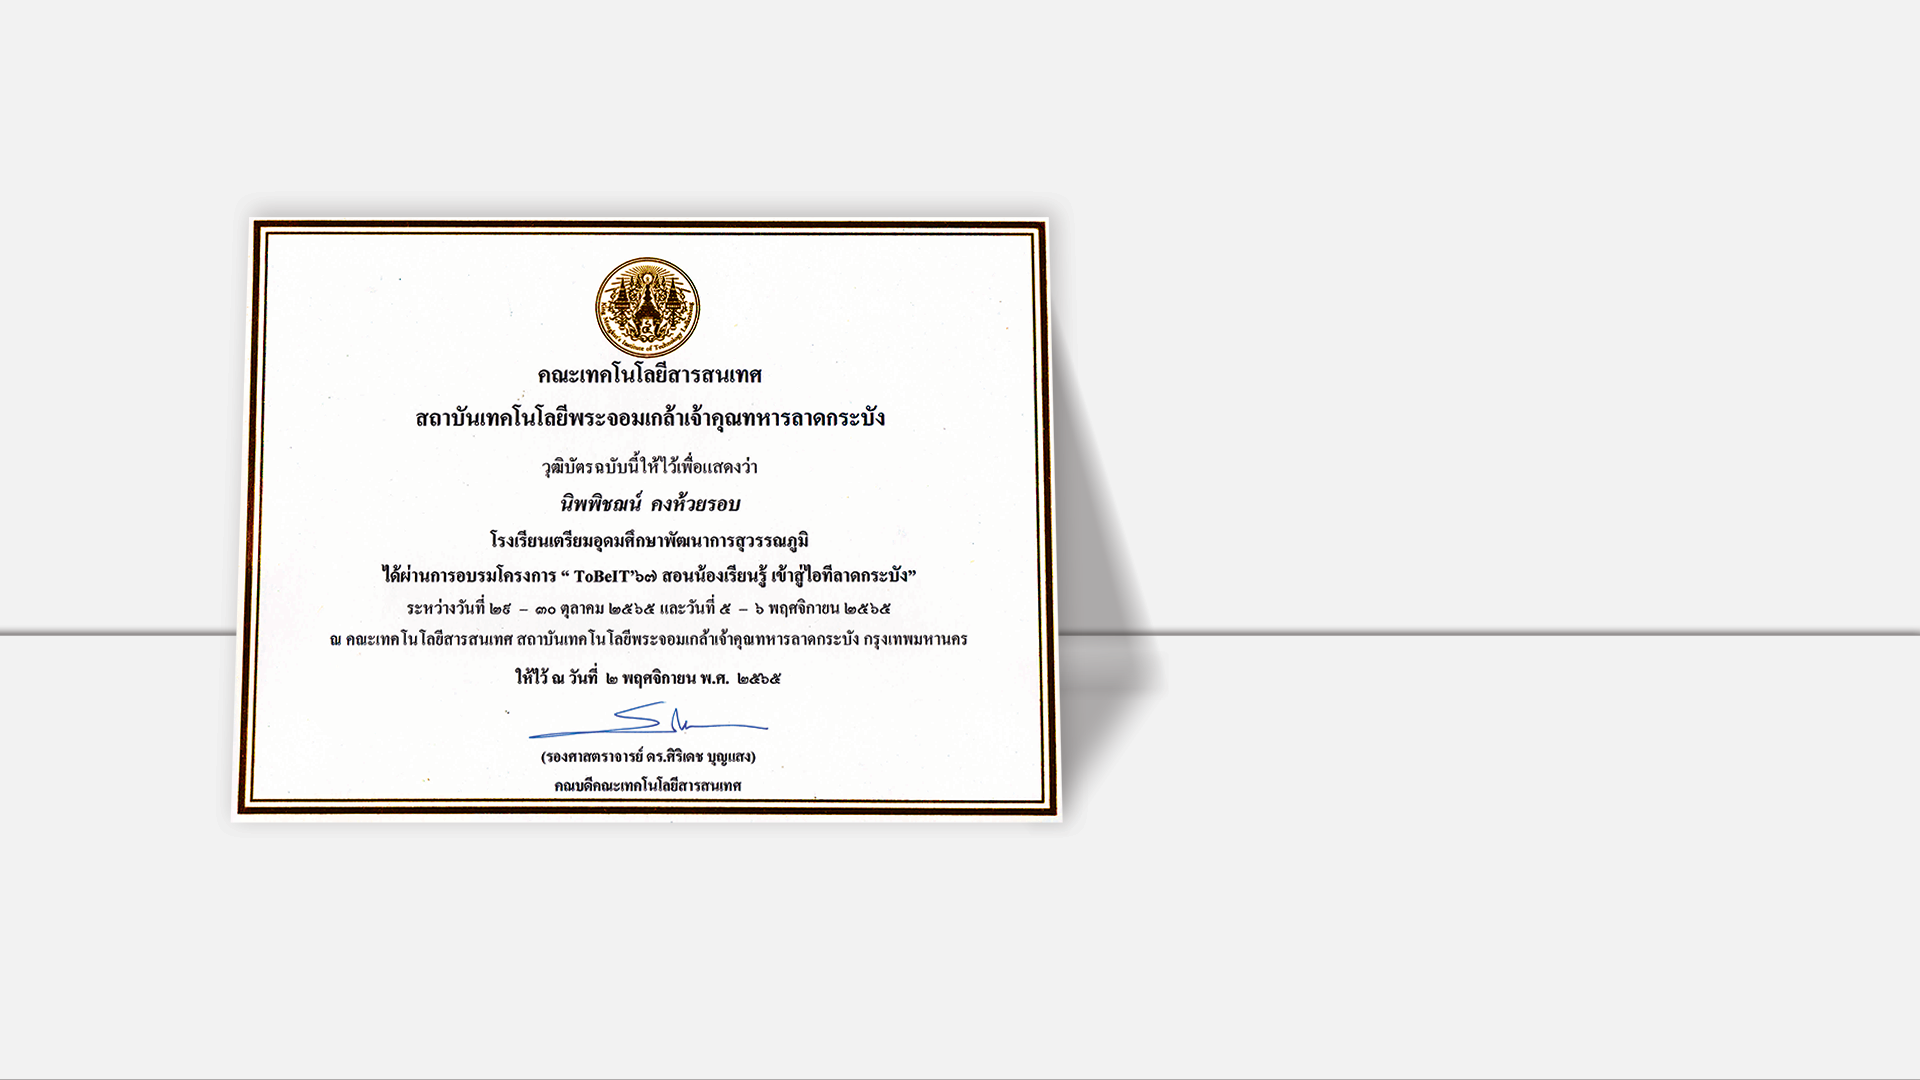 คณะเทคโนโลยีสารสนเทศ
สถาบันเทคโนโลยีพระจอมเกล้าเจ้าคุณทหารลาดกระบัง
วุฒิบัตรฉบับนี้ให้ไว้เพื่อแสดงว่า
นิพพิชฌน์ คงห้วยรอบ
โรงเรียนเตรียมอุดมศึกษาพัฒนาการสุวรรณภูมิ
ได้ผ่านการอบรมโครงการ “ ToBeIT’๖๗ สอนน้องเรียนรู้ เข้าสู่ไอทีลาดกระบัง”
ระหว่างวันที่ ๒๙ – ๓๐ ตุลาคม ๒๕๖๕ และวันที่ ๕ – ๖ พฤศจิกายน ๒๕๖๕
ณ คณะเทคโนโลยีสารสนเทศ สถาบันเทคโนโลยีพระจอมเกล้าเจ้าคุณทหารลาดกระบัง กรุงเทพมหานคร
ให้ไว้ ณ วันที่ ๒ พฤศจิกายน พ.ศ. ๒๕๖๕
(รองศาสตราจารย์ ดร.ศิริเดช บุญแสง)
คณบดีคณะเทคโนโลยีสารสนเทศ